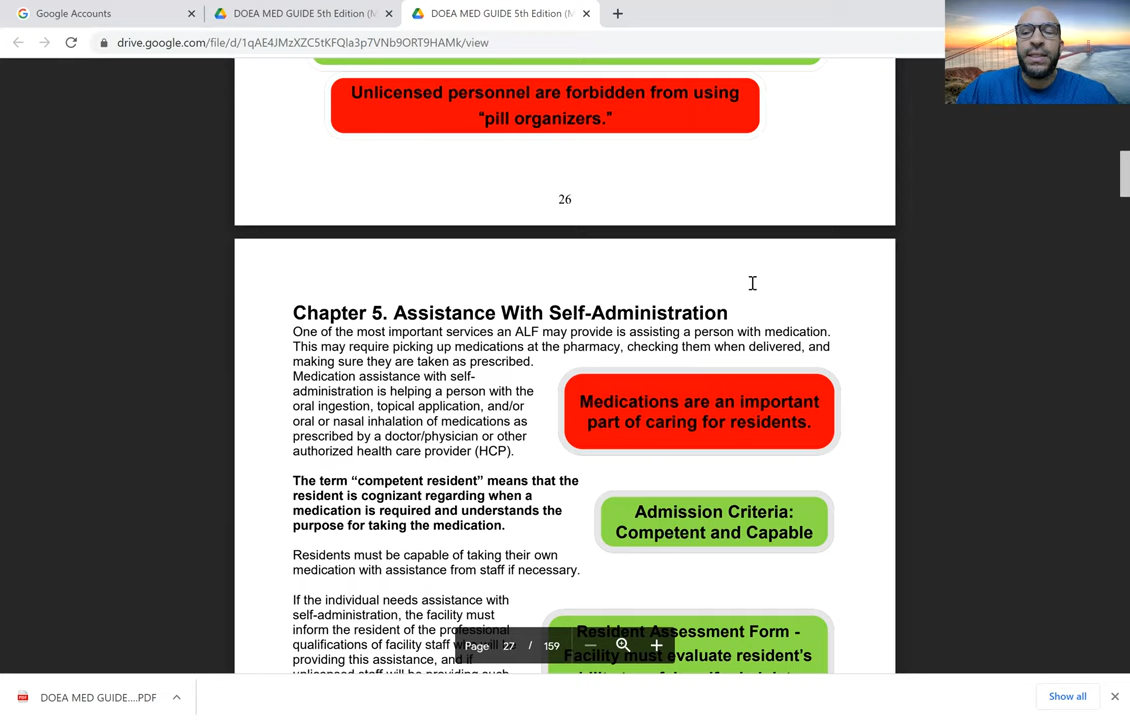 Google Accounts
DOEA MED GUIDE 5th Edition (M
DOEA MED GUIDE 5th Edition (M
drive.google.com/file/d/1qAE4JMzXZC5tKFQla3p7VNb9ORT9HAMk/view
Unlicensed personnel are forbidden from using
“pill organizers.”
26
Chapter 5. Assistance With Self-Administration
One of the most important services an ALF may provide is assisting a person with medication.
This may require picking up medications at the pharmacy, checking them when delivered, and
making sure they are taken as prescribed.
Medication assistance with self-
administration is helping a person with the
oral ingestion, topical application, and/or
oral or nasal inhalation of medications as
prescribed by a doctor/physician or other
authorized health care provider (HCP).
Medications are an important
part of caring for residents.
The term “competent resident” means that the
resident is cognizant regarding when a
medication is required and understands the
purpose for taking the medication.
Admission Criteria:
Competent and Capable
Residents must be capable of taking their own
medication with assistance from staff if necessary.
If the individual needs assistance with
self-administration, the facility must
inform the resident of the professional
qualifications of facility staff
providing this assistance, and if
unlicensed staff will be providing such
Resident Assessment Form -
Facility must evaluate resident’s
Page 27 / 159
DOEA MED GUIDE....PDF
Show all